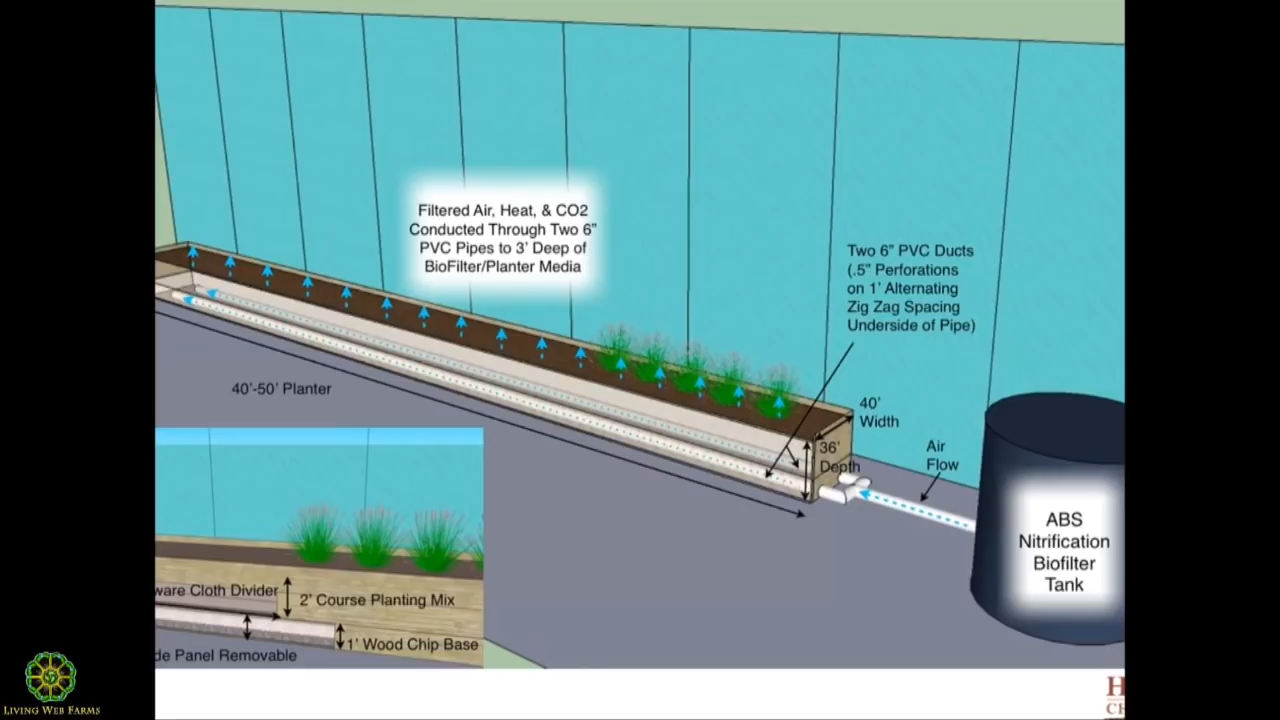 Filtered Air, Heat, & CO2
Conducted Through Two 6"
PVC Pipes to 3' Deep of
BioFilter/Planter Media
Two 6" PVC Ducts
(.5" Perforations
on 1' Alternating
Zig Zag Spacing
Underside of Pipe)
40'-50' Planter
40'
Width
36'
Depth
Air
Flow
ABS
Nitrification
Biofilter
Tank
ware Cloth Divider
2' Course Planting Mix
1' Wood Chip Base
de Panel Removable
LIVING WEB FARMS
H
CH